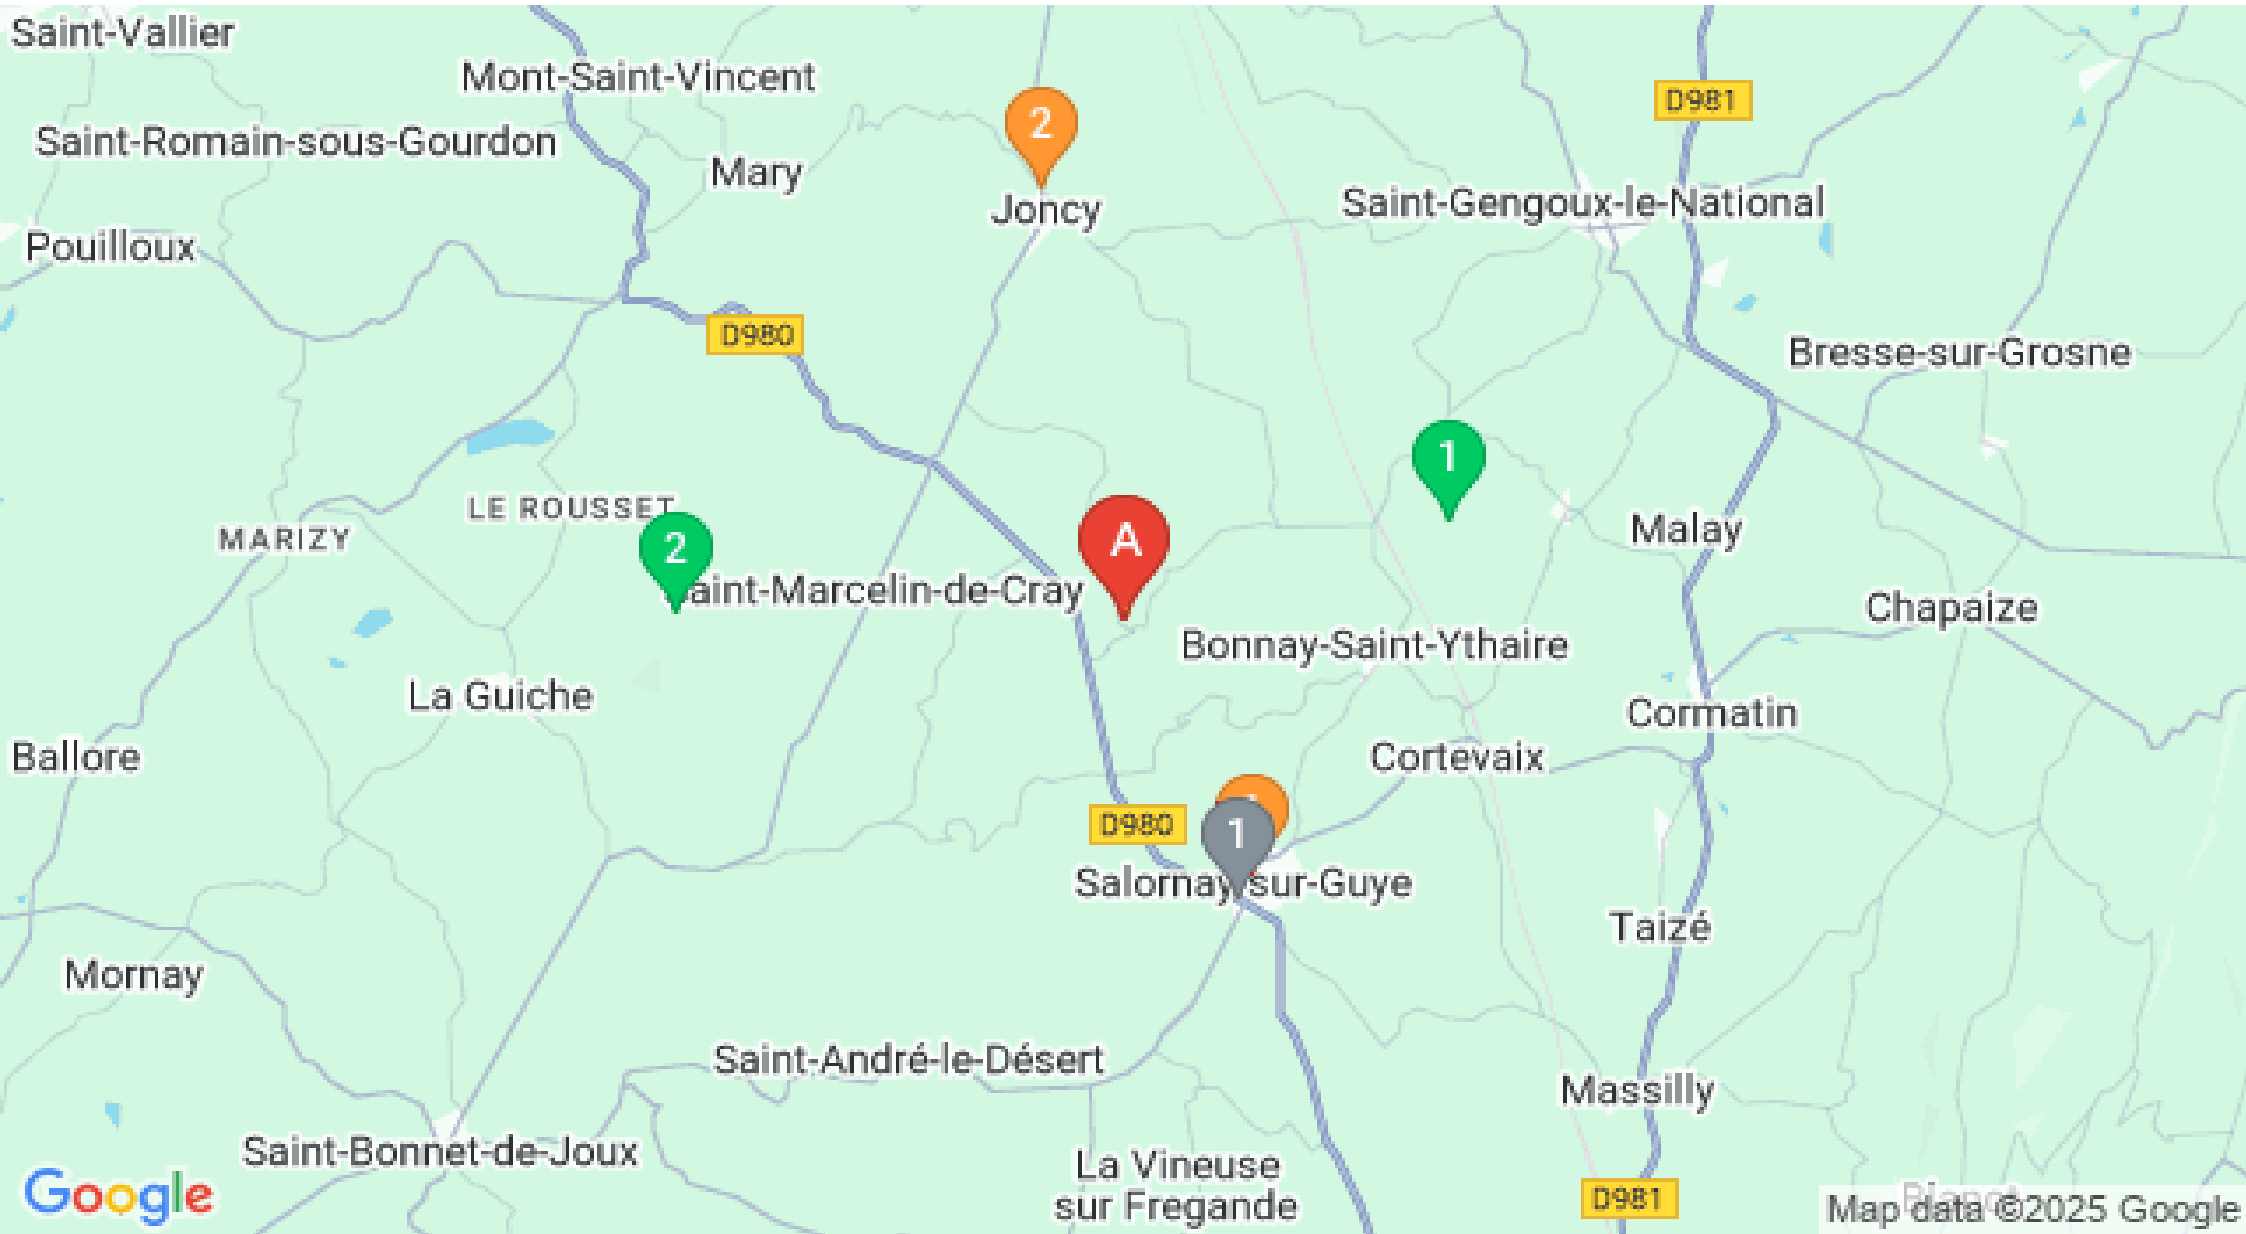 Saint-Vallier
Mont-Saint-Vincent
D981
2
Saint-Romain-sous-Gourdon
Mary
Joncy
Saint-Gengoux-le-National
Pouilloux
D980
Bresse-sur-Grosne
1
LE ROUSSET
MARIZY
2
A
Malay
aint-Marcelin-de-Cray
Chapaize
Bonnay-Saint-Ythaire
La Guiche
Cormatin
Ballore
Cortevaix
D980
1
Salornay-sur-Guye
Taizé
Mornay
Saint-André-le-Désert
Massilly
Saint-Bonnet-de-Joux
La Vineuse
sur Fregande
Google
D981
Map data ©2025 Google